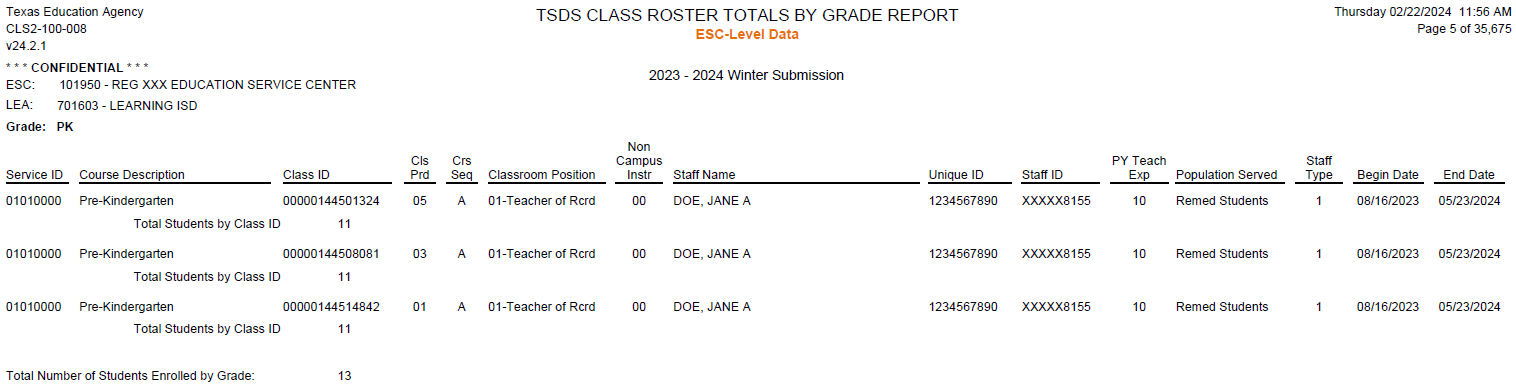 Texas Education Agency
TSDS CLASS ROSTER TOTALS BY GRADE REPORT
Thursday 02/22/2024 11:56 AM
CLS2-100-008
ESC-Level Data
Page 5 of 35,675
v24.2.1
* * * CONFIDENTIAL * * *
2023 - 2024 Winter Submission
ESC: 101950 - REG XXX EDUCATION SERVICE CENTER
LEA: 701603 - LEARNING ISD
Grade: PK
Service ID Course Description Class ID Cls Prd Crs Seq Classroom Position Non Campus Instr Staff Name Unique ID Staff ID PY Teach Exp Population Served Staff Type Begin Date End Date
01010000 Pre-Kindergarten 00000144501324 05 A 01-Teacher of Rcrd 00 DOE, JANE A 1234567890 XXXXX8155 10 Remed Students 1 08/16/2023 05/23/2024
Total Students by Class ID 11
01010000 Pre-Kindergarten 00000144508081 03 A 01-Teacher of Rcrd 00 DOE, JANE A 1234567890 XXXXX8155 10 Remed Students 1 08/16/2023 05/23/2024
Total Students by Class ID 11
01010000 Pre-Kindergarten 00000144514842 01 A 01-Teacher of Rcrd 00 DOE, JANE A 1234567890 XXXXX8155 10 Remed Students 1 08/16/2023 05/23/2024
Total Students by Class ID 11
Total Number of Students Enrolled by Grade: 13